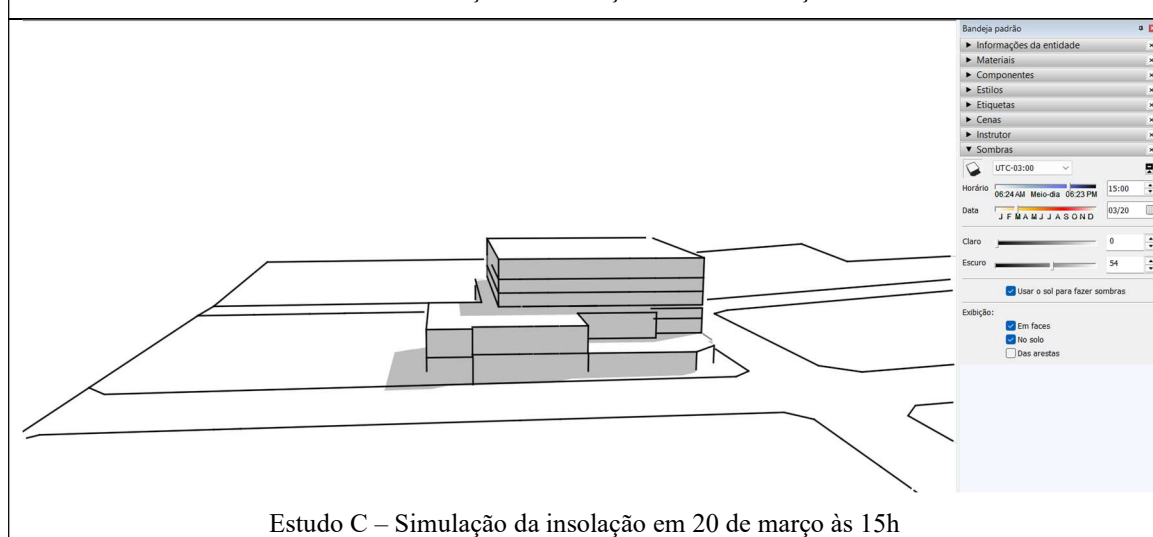 Bandeja padrão
Informações da entidade
Materiais
Componentes
Estilos
Etiquetas
Cenas
Instrutor
Sombras
UTC-03:00
Horário 06:24 AM Meio-dia 06:23 PM 15:00
Data J F M A M J J A S O N D 03/20
Claro 0
Escuro 54
Usar o sol para fazer sombras
Exibição:
Em faces
No solo
Das arestas
Estudo C – Simulação da insolação em 20 de março às 15h